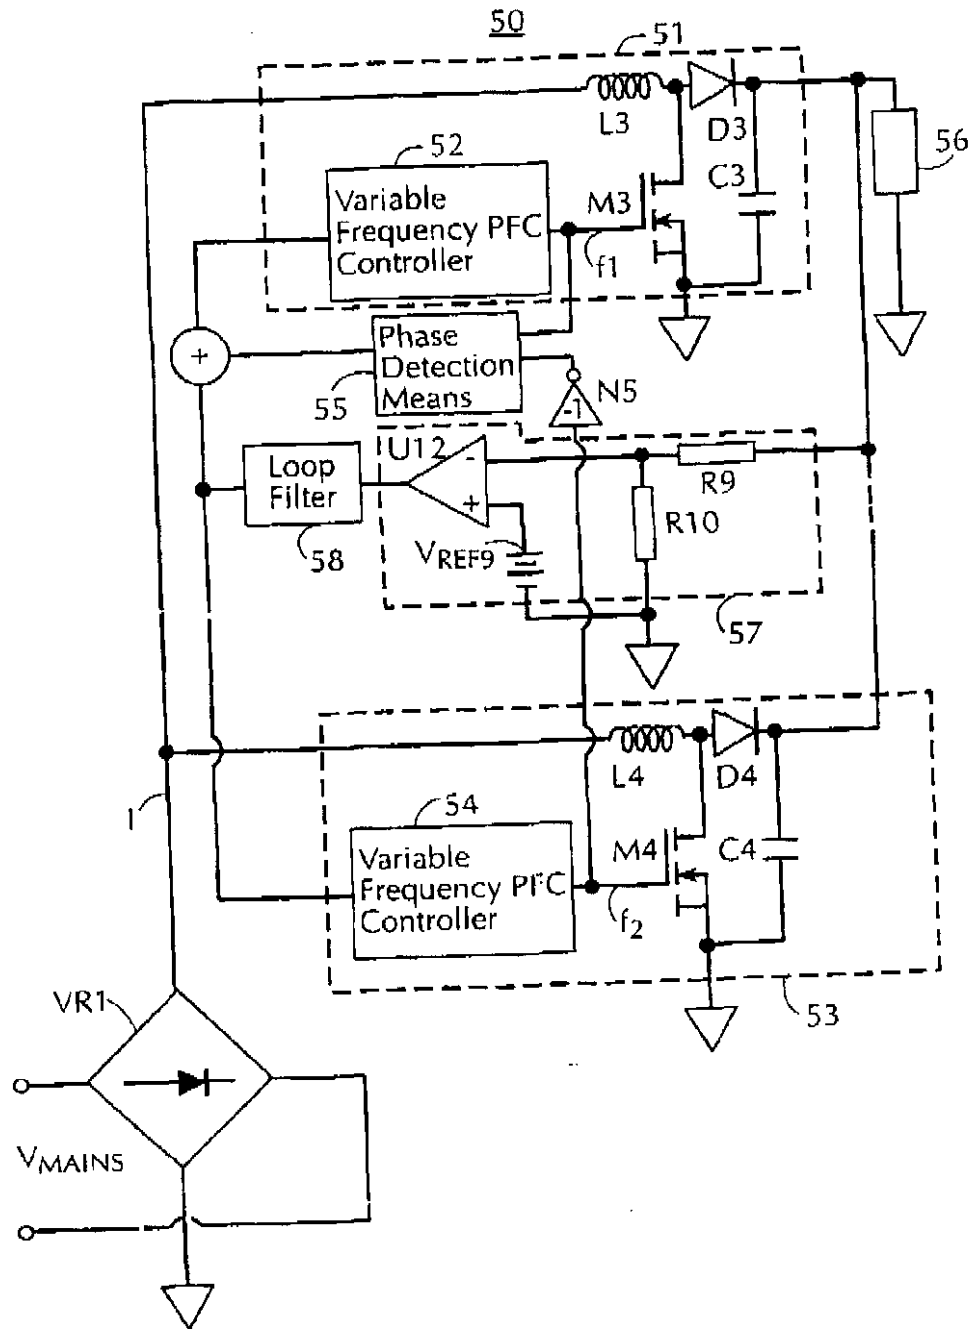 50
51
L3
D3
56
52
Variable
Frequency PFC
Controller
M3
C3
f1
Phase
Detection
Means
55
N5
-1
+
U12
-
+
R9
R10
Loop
Filter
58
VREF9
57
L4
D4
I
54
Variable
Frequency PFC
Controller
M4
C4
f2
53
VR1
VMAINS